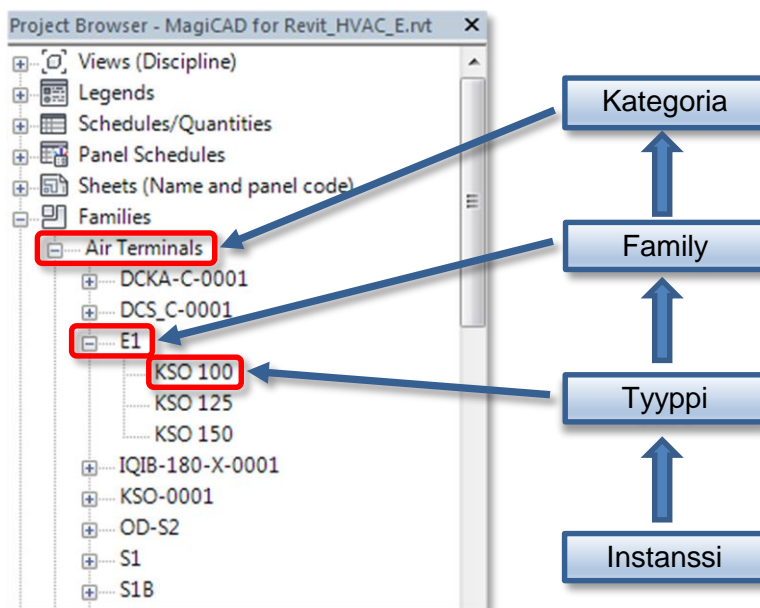 Project Browser - MagiCAD for Revit_HVAC_E.rvt
Views (Discipline)
Legends
Schedules/Quantities
Panel Schedules
Sheets (Name and panel code)
Families
Air Terminals
DCKA-C-0001
DCS_C-0001
E1
KSO 100
KSO 125
KSO 150
IQIB-180-X-0001
KSO-0001
OD-S2
S1
S1B
Kategoria
Family
Tyyppi
Instanssi